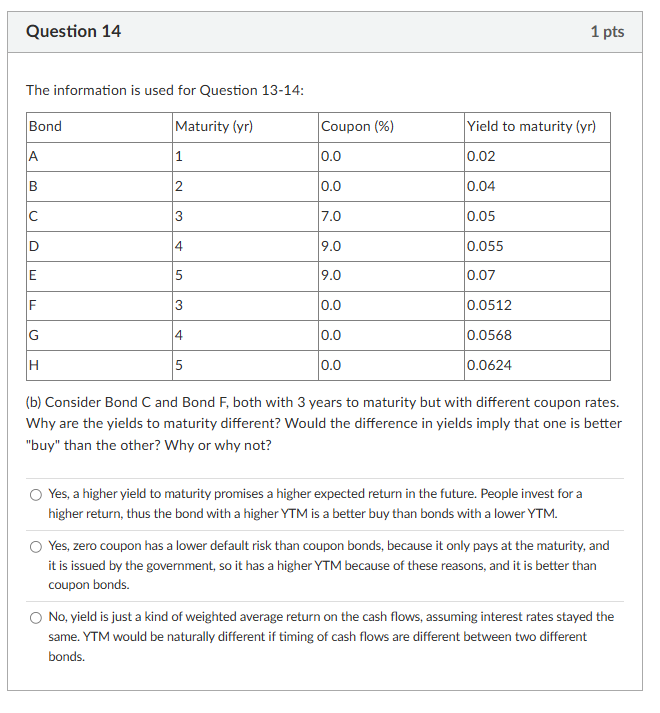 Question 14
1 pts
The information is used for Question 13-14:
Bond Maturity (yr) Coupon (%) Yield to maturity (yr)
A 1 0.0 0.02
B 2 0.0 0.04
C 3 7.0 0.05
D 4 9.0 0.055
E 5 9.0 0.07
F 3 0.0 0.0512
G 4 0.0 0.0568
H 5 0.0 0.0624
(b) Consider Bond C and Bond F, both with 3 years to maturity but with different coupon rates.
Why are the yields to maturity different? Would the difference in yields imply that one is better
"buy" than the other? Why or why not?
Yes, a higher yield to maturity promises a higher expected return in the future. People invest for a
higher return, thus the bond with a higher YTM is a better buy than bonds with a lower YTM.
Yes, zero coupon has a lower default risk than coupon bonds, because it only pays at the maturity, and
it is issued by the government, so it has a higher YTM because of these reasons, and it is better than
coupon bonds.
No, yield is just a kind of weighted average return on the cash flows, assuming interest rates stayed the
same. YTM would be naturally different if timing of cash flows are different between two different
bonds.